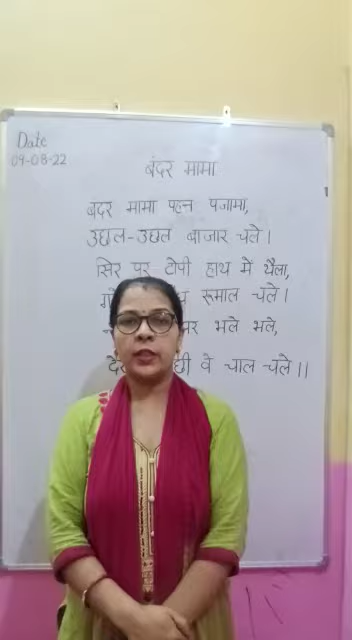 Date
09-08-22
बंदर मामा
बंदर मामा पहन पजामा,
उछल-उछल बाजार चले।
सिर पर टोपी हाथ में थैला,
रूमाल चले।
भले भले,
वे चाल चले।।